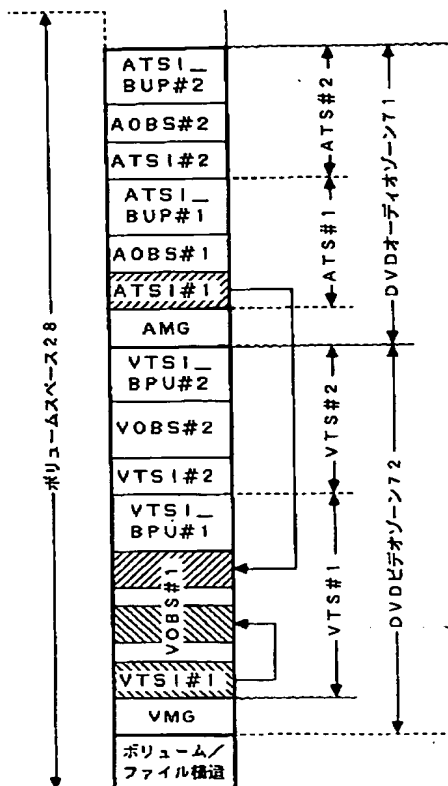 ATSI_
BUP#2
AOBS#2
ATSI#2
ATSI_
BUP#1
AOBS#1
ATSI#1
AMG
VTSI_
BPU#2
VOBS#2
VTSI#2
VTSI_
BPU#1
VOBS#1
VTSI#1
VMG
ボリューム/
ファイル構造
ボリュームスペース28
ATS#2
ATS#1
VTS#2
VTS#1
DVDオーディオゾーン71
DVDビデオゾーン72